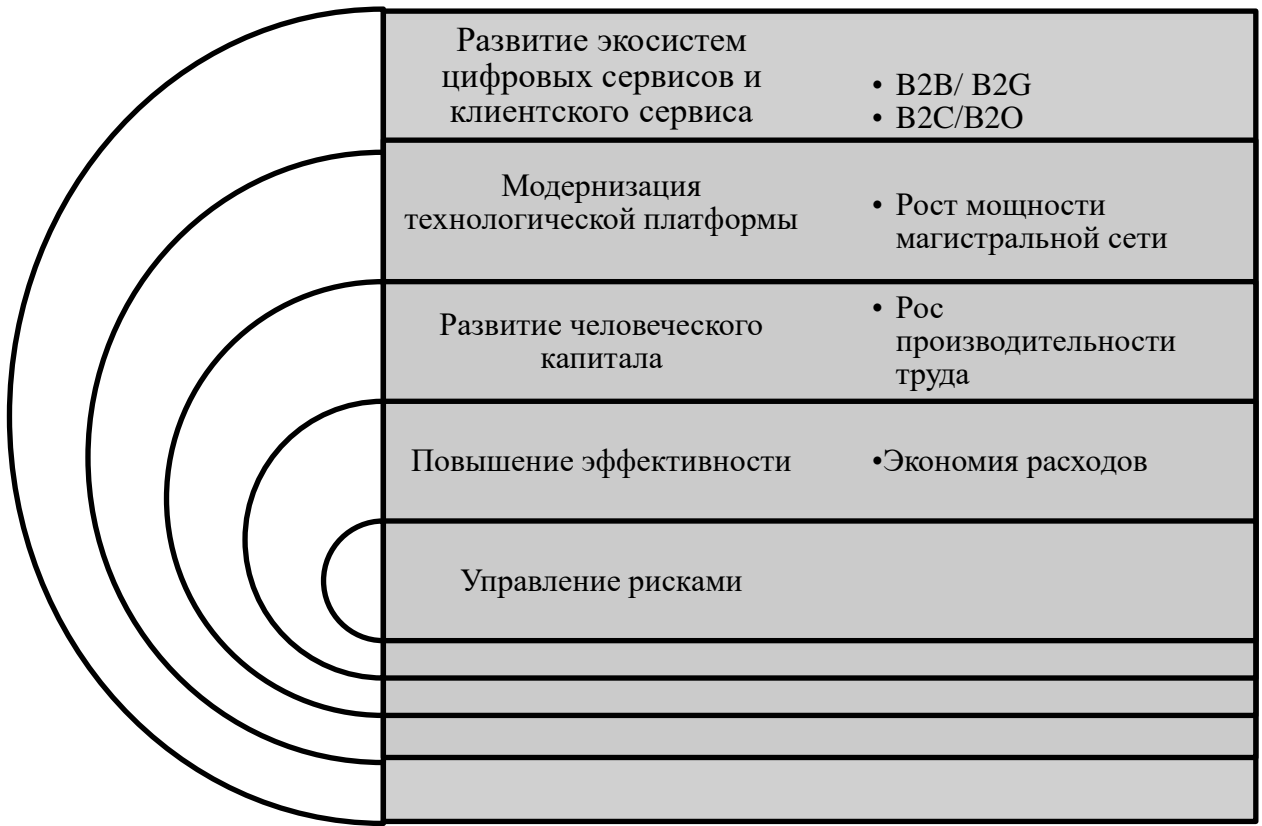 Развитие экосистем
цифровых сервисов и
клиентского сервиса
• B2B/ B2G
• B2C/B2O
Модернизация
технологической платформы
• Рост мощности
магистральной сети
Развитие человеческого
капитала
• Рос
производительности
труда
Повышение эффективности
•Экономия расходов
Управление рисками